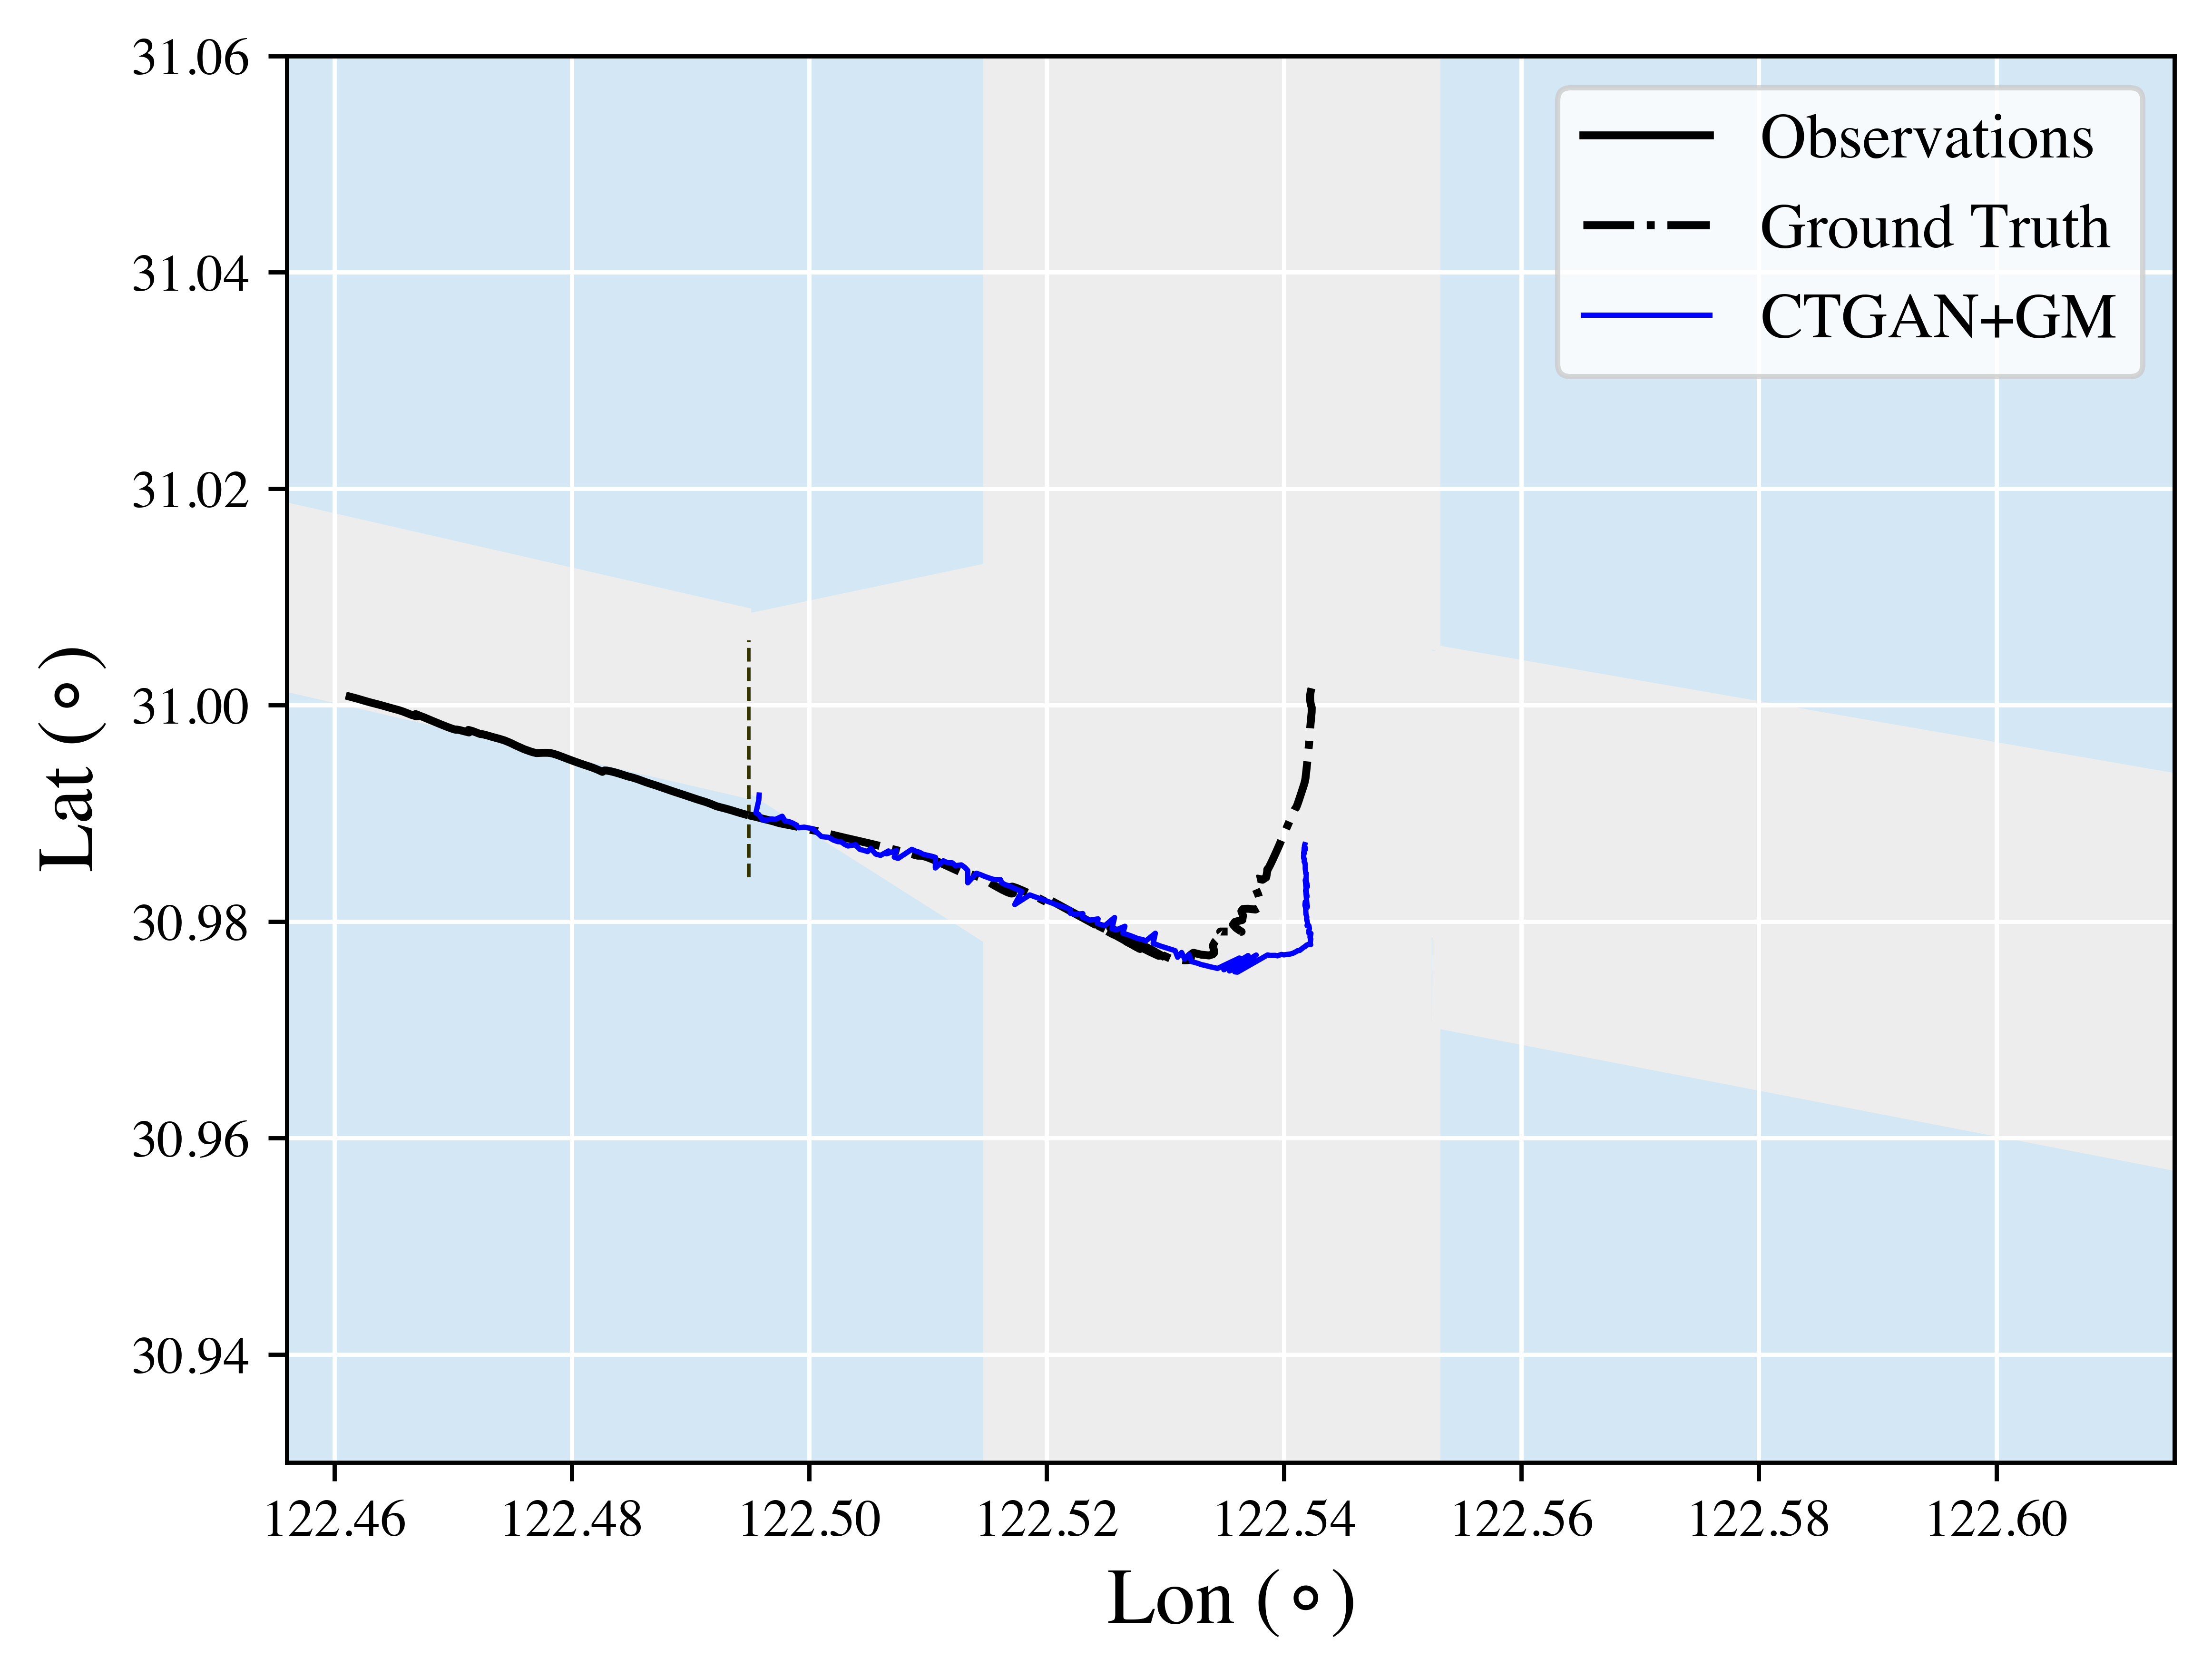 31.06
31.04
31.02
31.00
30.98
30.96
30.94
Lat (∘)
Observations
Ground Truth
CTGAN+GM
122.46 122.48 122.50 122.52 122.54 122.56 122.58 122.60
Lon (∘)